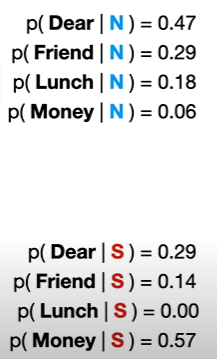 p( Dear | N ) = 0.47
p( Friend | N ) = 0.29
p( Lunch | N ) = 0.18
p( Money | N ) = 0.06
p( Dear | S ) = 0.29
p( Friend | S ) = 0.14
p( Lunch | S ) = 0.00
p( Money | S ) = 0.57